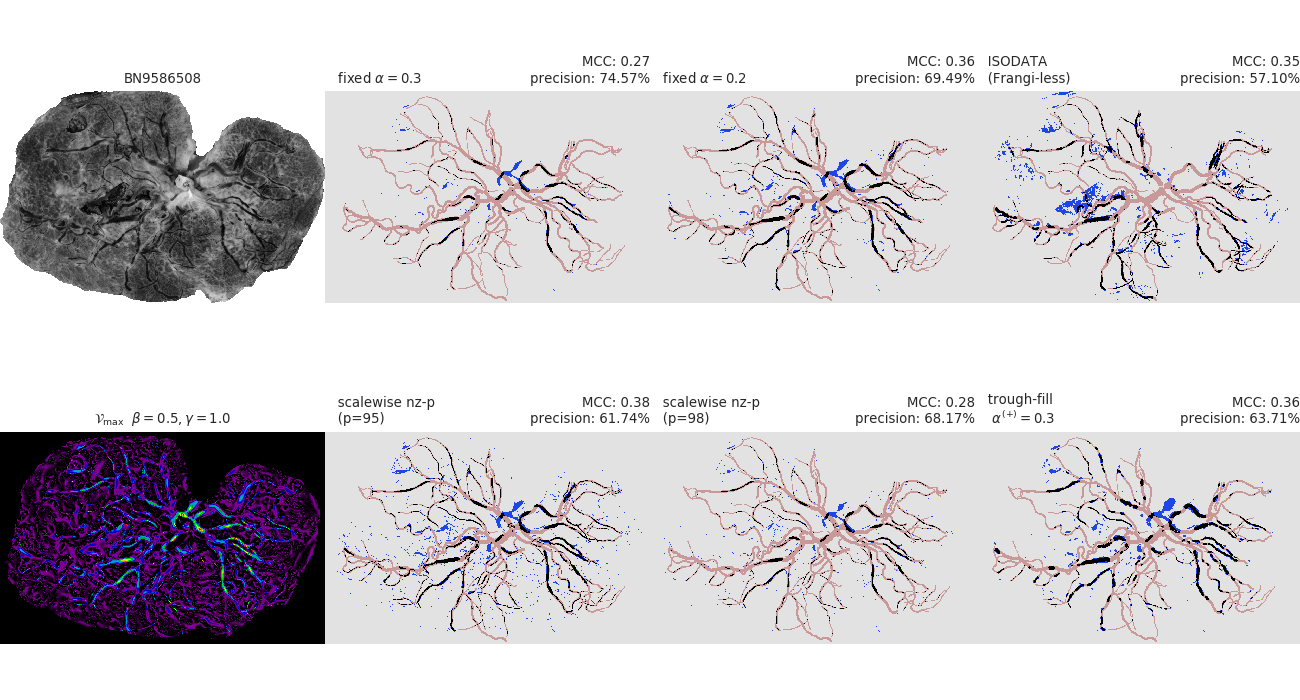 BN9586508
fixed α = 0.3
MCC: 0.27
precision: 74.57%
fixed α = 0.2
MCC: 0.36
precision: 69.49%
ISODATA
(Frangi-less)
MCC: 0.35
precision: 57.10%
𝒱max β = 0.5, γ = 1.0
scalewise nz-p
(p=95)
MCC: 0.38
precision: 61.74%
scalewise nz-p
(p=98)
MCC: 0.28
precision: 68.17%
trough-fill
α(+) = 0.3
MCC: 0.36
precision: 63.71%